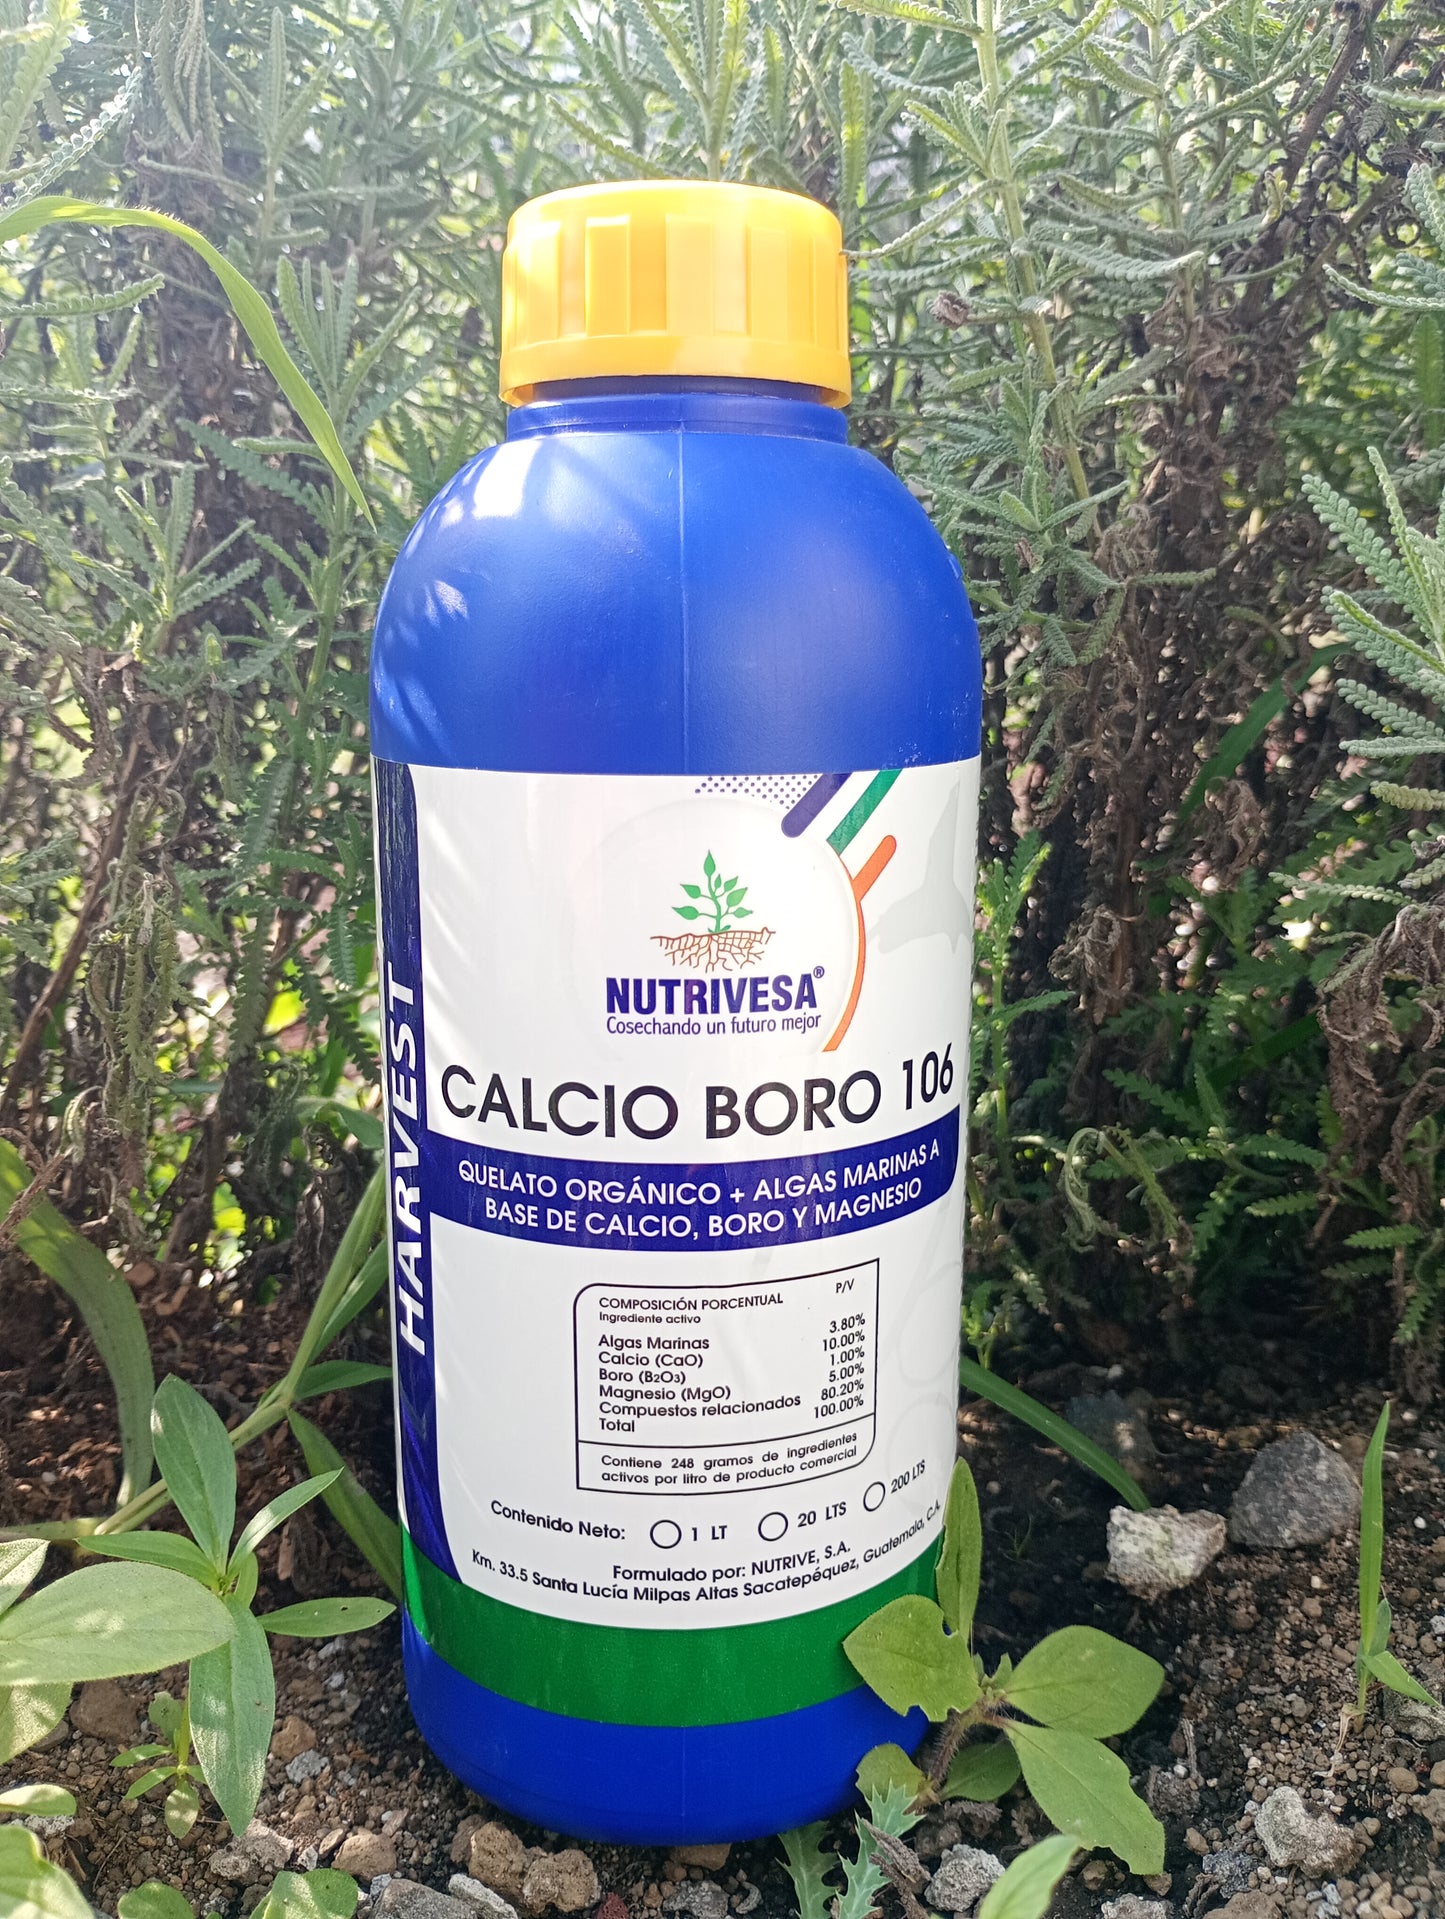 NUTRIVESA®
Cosechando un futuro mejor
HARVEST
CALCIO BORO 106
QUELATO ORGÁNICO + ALGAS MARINAS A
BASE DE CALCIO, BORO Y MAGNESIO
COMPOSICIÓN PORCENTUAL P/V
Ingrediente activo
Algas Marinas 3.80%
Calcio (CaO) 10.00%
Boro (B₂O₃) 1.00%
Magnesio (MgO) 5.00%
Compuestos relacionados 80.20%
Total 100.00%
Contiene 248 gramos de ingredientes
activos por litro de producto comercial
Contenido Neto: 1 LT 20 LTS 200 LTS
Formulado por: NUTRIVE, S.A.
Km. 33.5 Santa Lucía Milpas Altas Sacatepéquez, Guatemala, C.A.